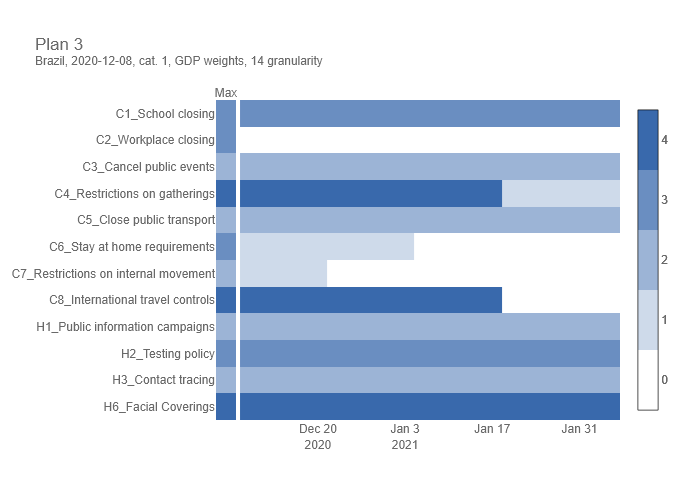 Plan 3
Brazil, 2020-12-08, cat. 1, GDP weights, 14 granularity
Max
C1_School closing
C2_Workplace closing
C3_Cancel public events
C4_Restrictions on gatherings
C5_Close public transport
C6_Stay at home requirements
C7_Restrictions on internal movement
C8_International travel controls
H1_Public information campaigns
H2_Testing policy
H3_Contact tracing
H6_Facial Coverings
Dec 20
2020
Jan 3
2021
Jan 17
Jan 31
4
3
2
1
0